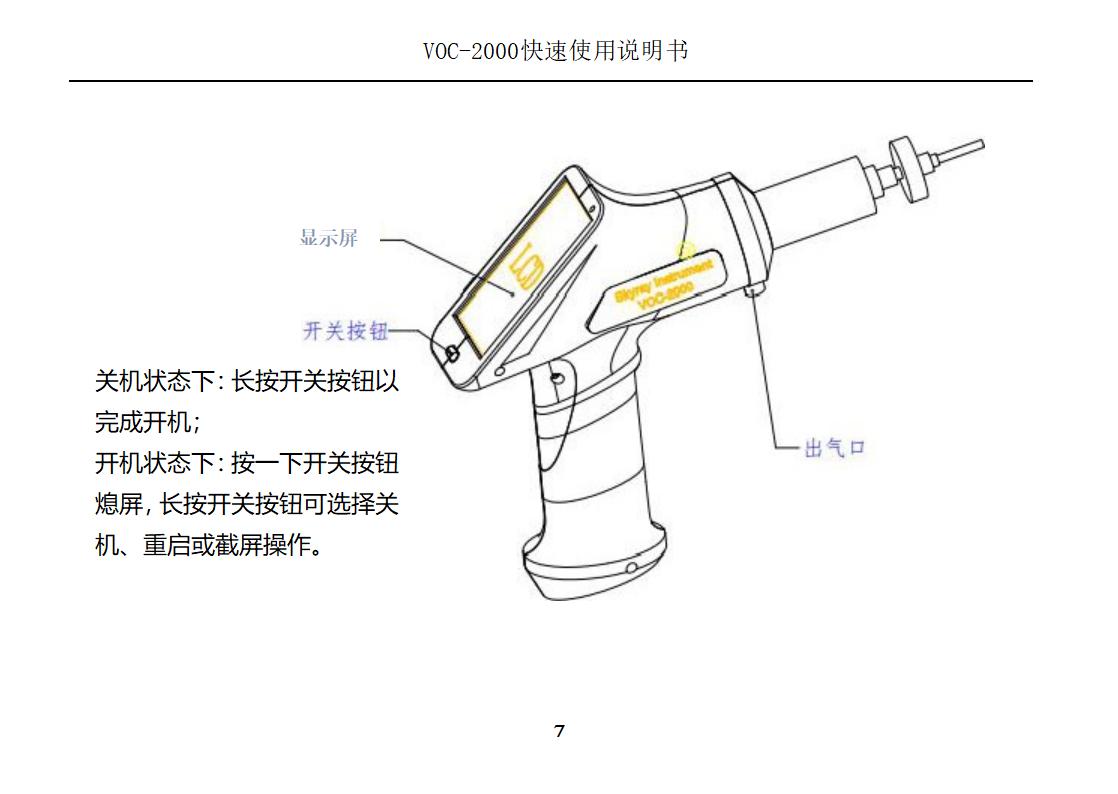 VOC-2000快速使用说明书
显示屏
Skyray Instrument
VOC-2000
开关按钮
关机状态下：长按开关按钮以
完成开机；
开机状态下：按一下开关按钮
熄屏，长按开关按钮可选择关
机、重启或截屏操作。
出气口
7